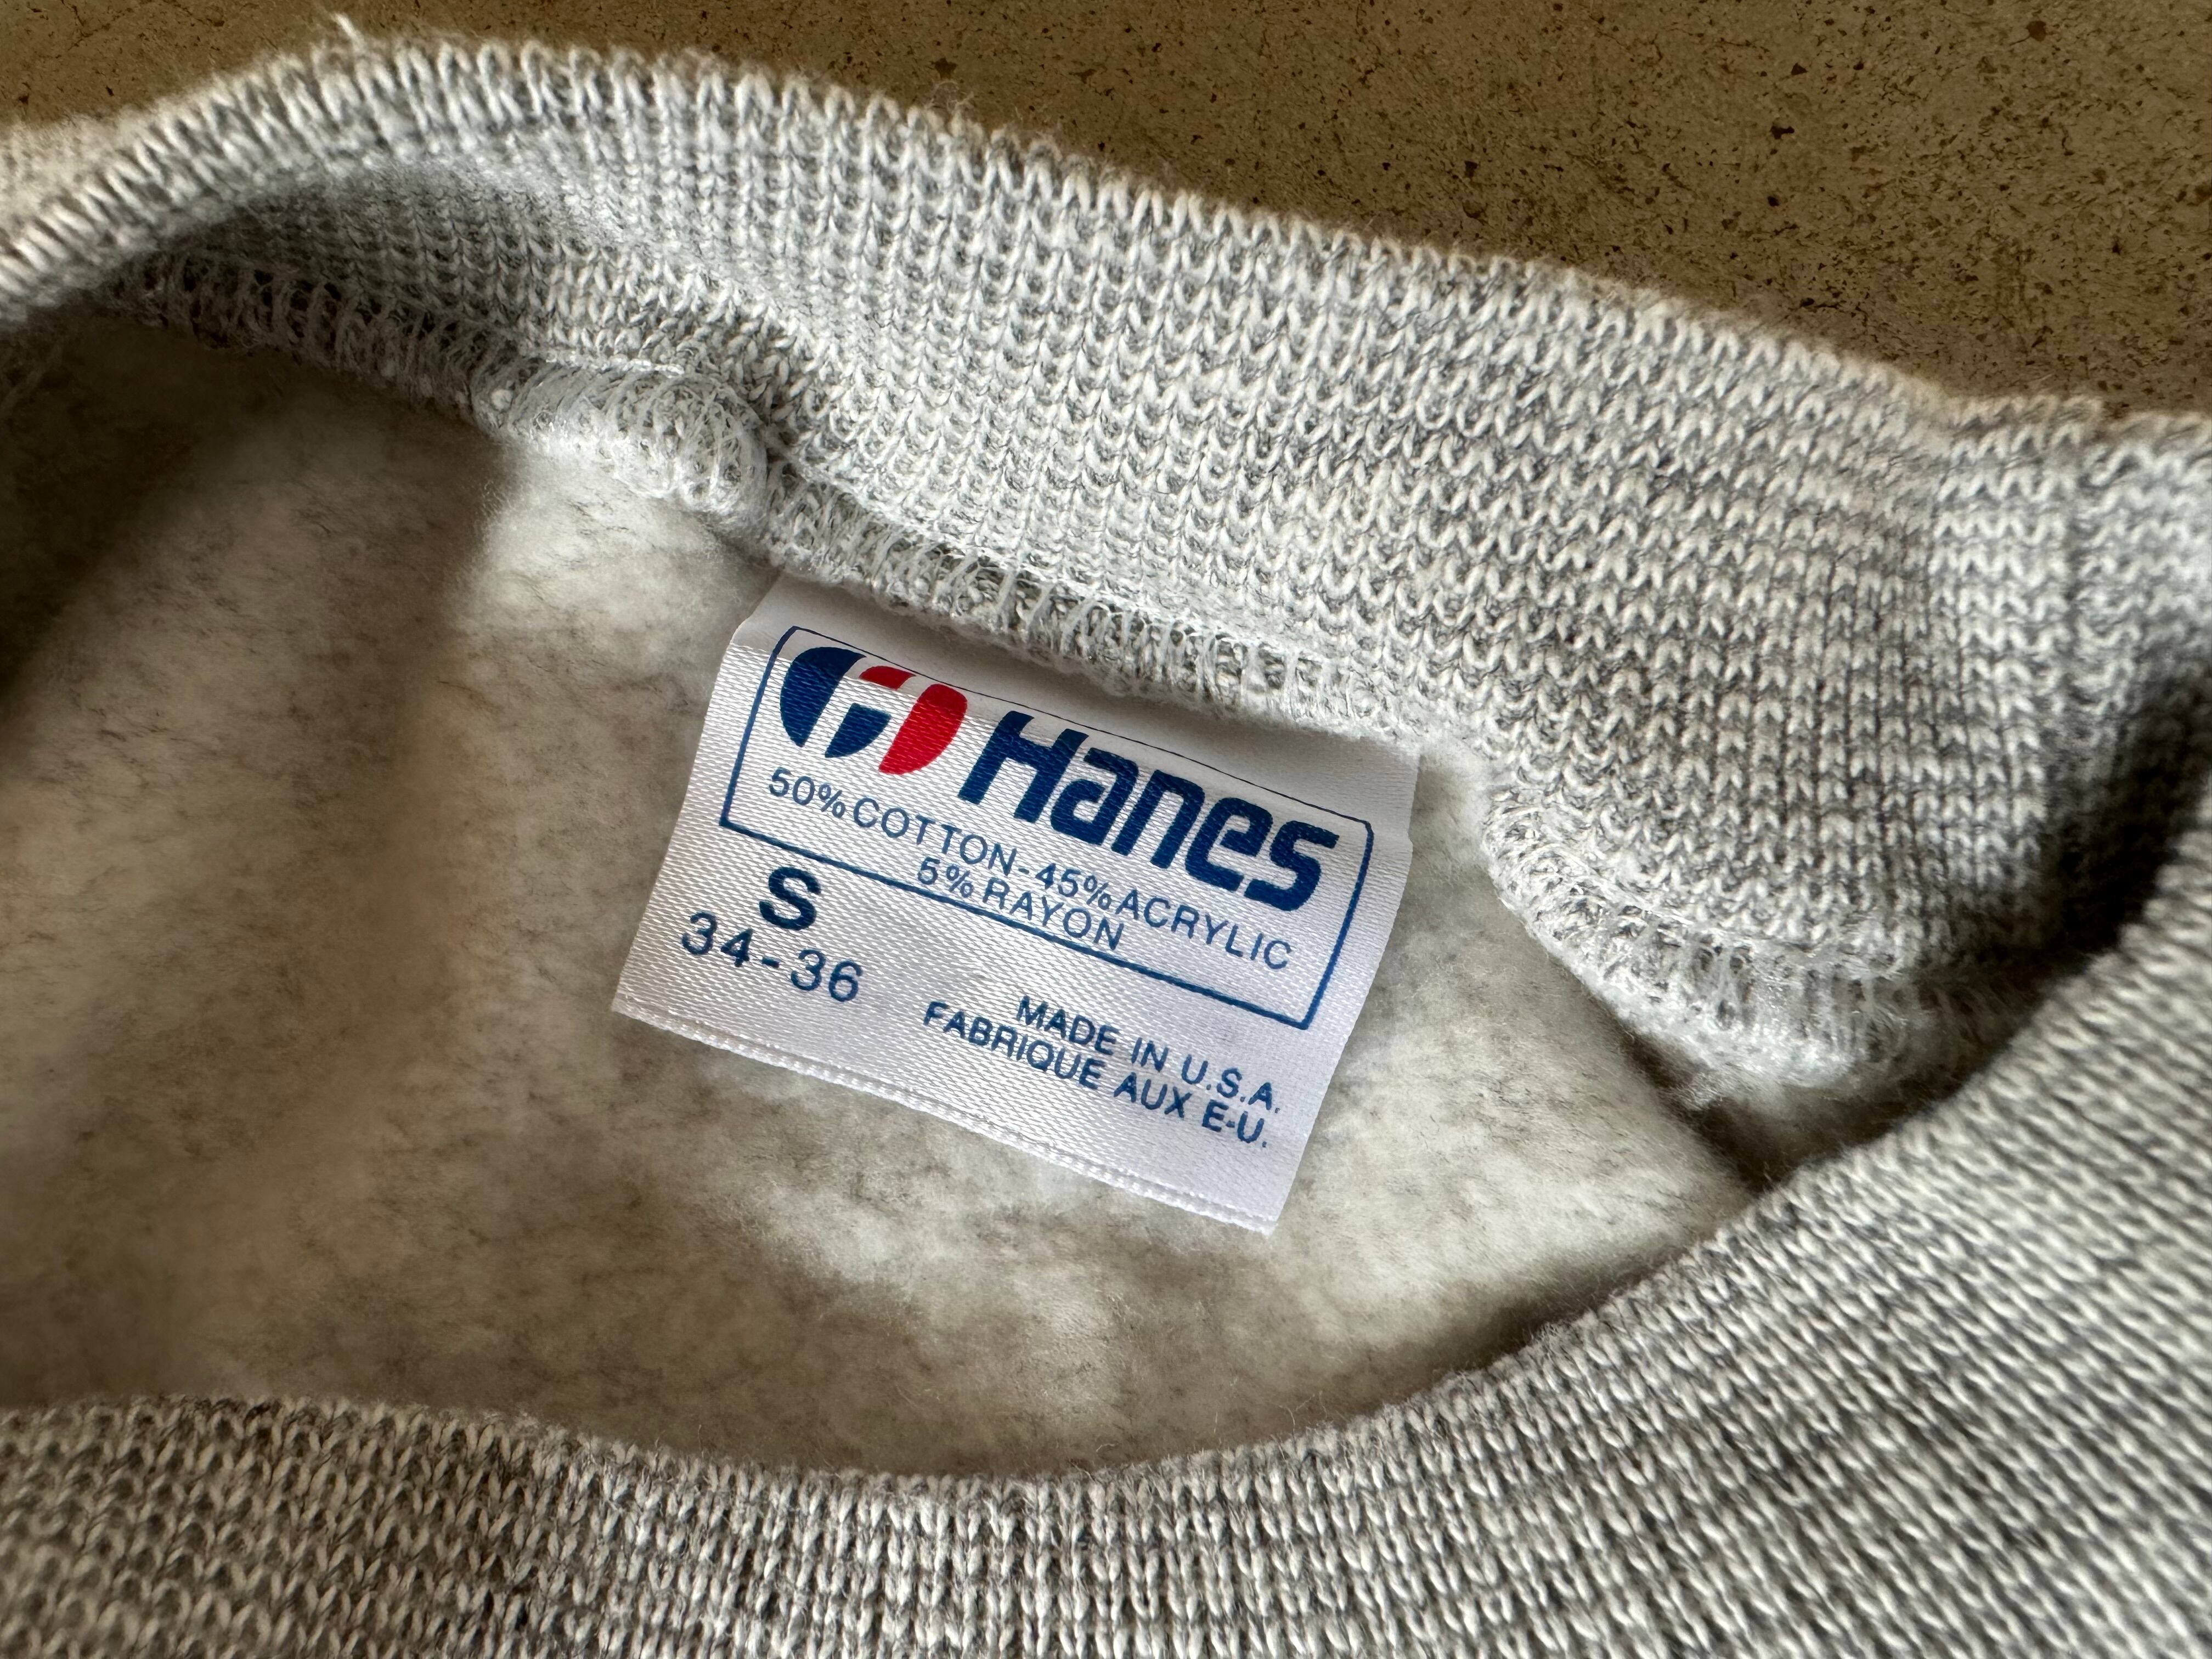 Hanes
50% COTTON-45% ACRYLIC
5% RAYON
S
34-36
MADE IN U.S.A.
FABRIQUE AUX E-U.